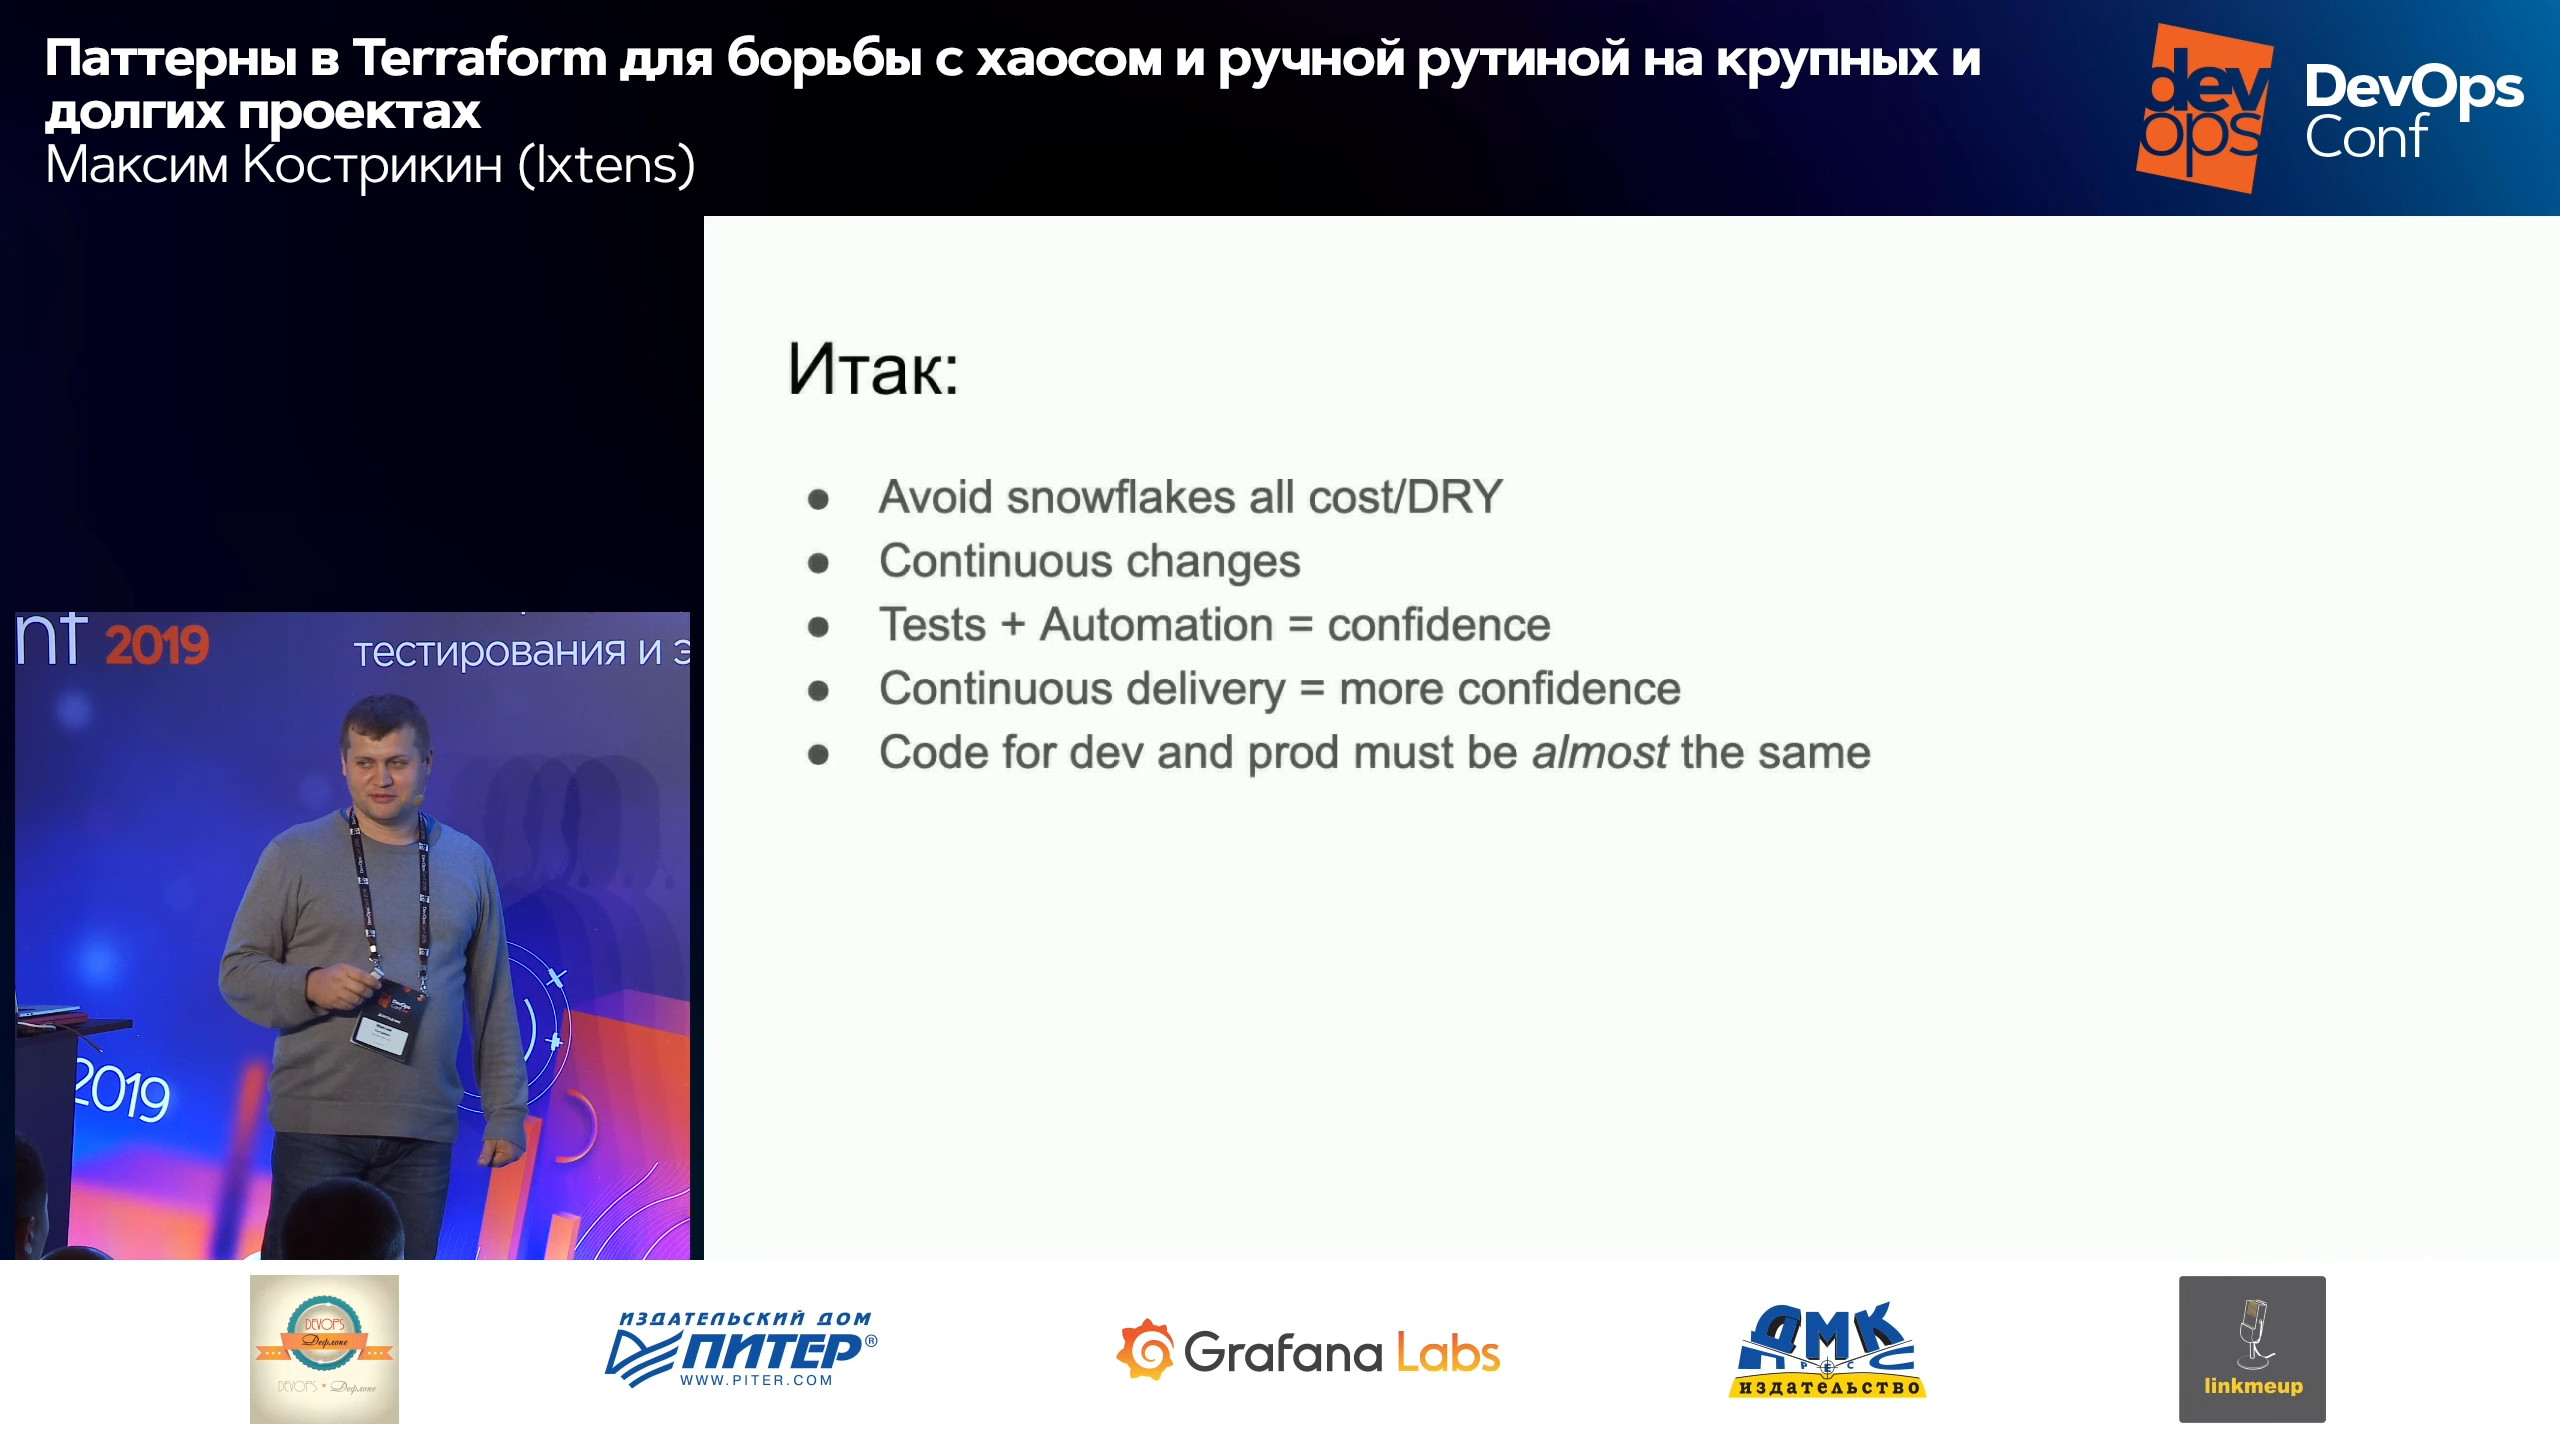 Паттерны в Terraform для борьбы с хаосом и ручной рутиной на крупных и
долгих проектах
Максим Кострикин (Ixtens)
dev
ops
DevOps
Conf
Итак:
● Avoid snowflakes all cost/DRY
● Continuous changes
● Tests + Automation = confidence
● Continuous delivery = more confidence
● Code for dev and prod must be almost the same
nt 2019
тестирования и э
2019
DEVOPS
Дефлопе
DEVOPS • Дефлопе
ИЗДАТЕЛЬСКИЙ ДОМ
ПИТЕР®
WWW.PITER.COM
Grafana Labs
ДМК
ПРЕСС
ИЗДАТЕЛЬСТВО
linkmeup